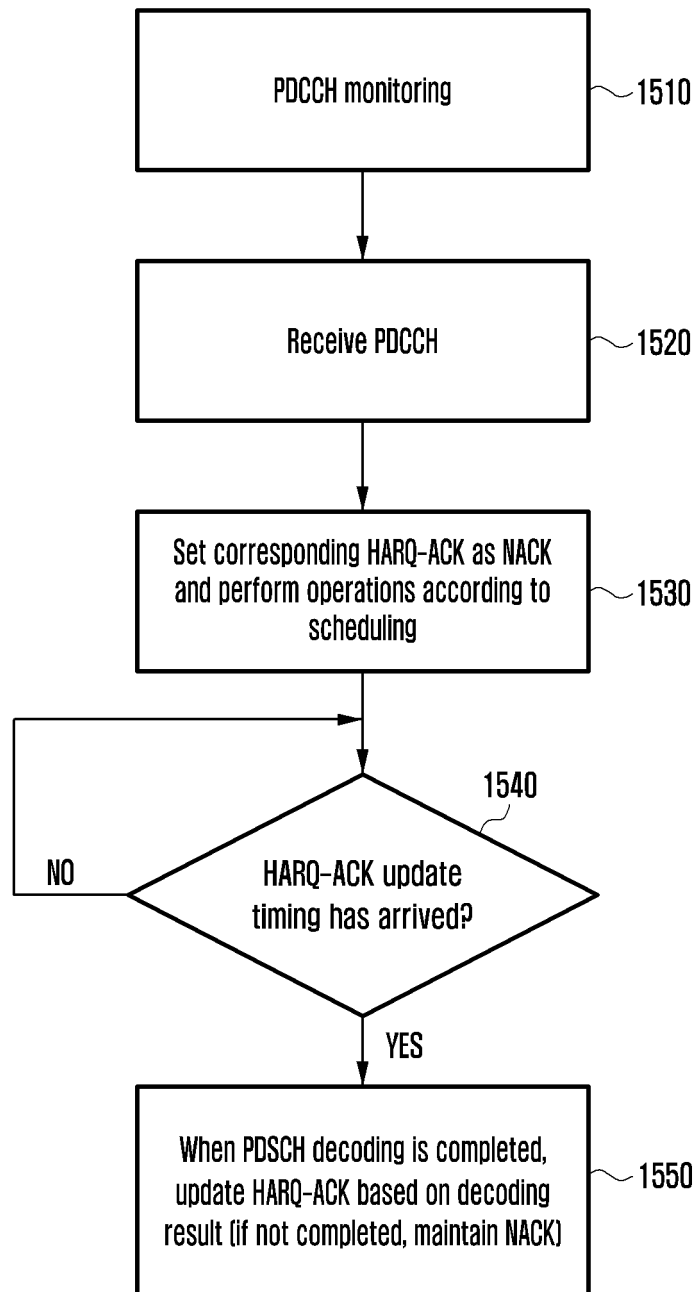 PDCCH monitoring
1510
Receive PDCCH
1520
Set corresponding HARQ-ACK as NACK
and perform operations according to
scheduling
1530
1540
HARQ-ACK update
timing has arrived?
NO
YES
When PDSCH decoding is completed,
update HARQ-ACK based on decoding
result (if not completed, maintain NACK)
1550